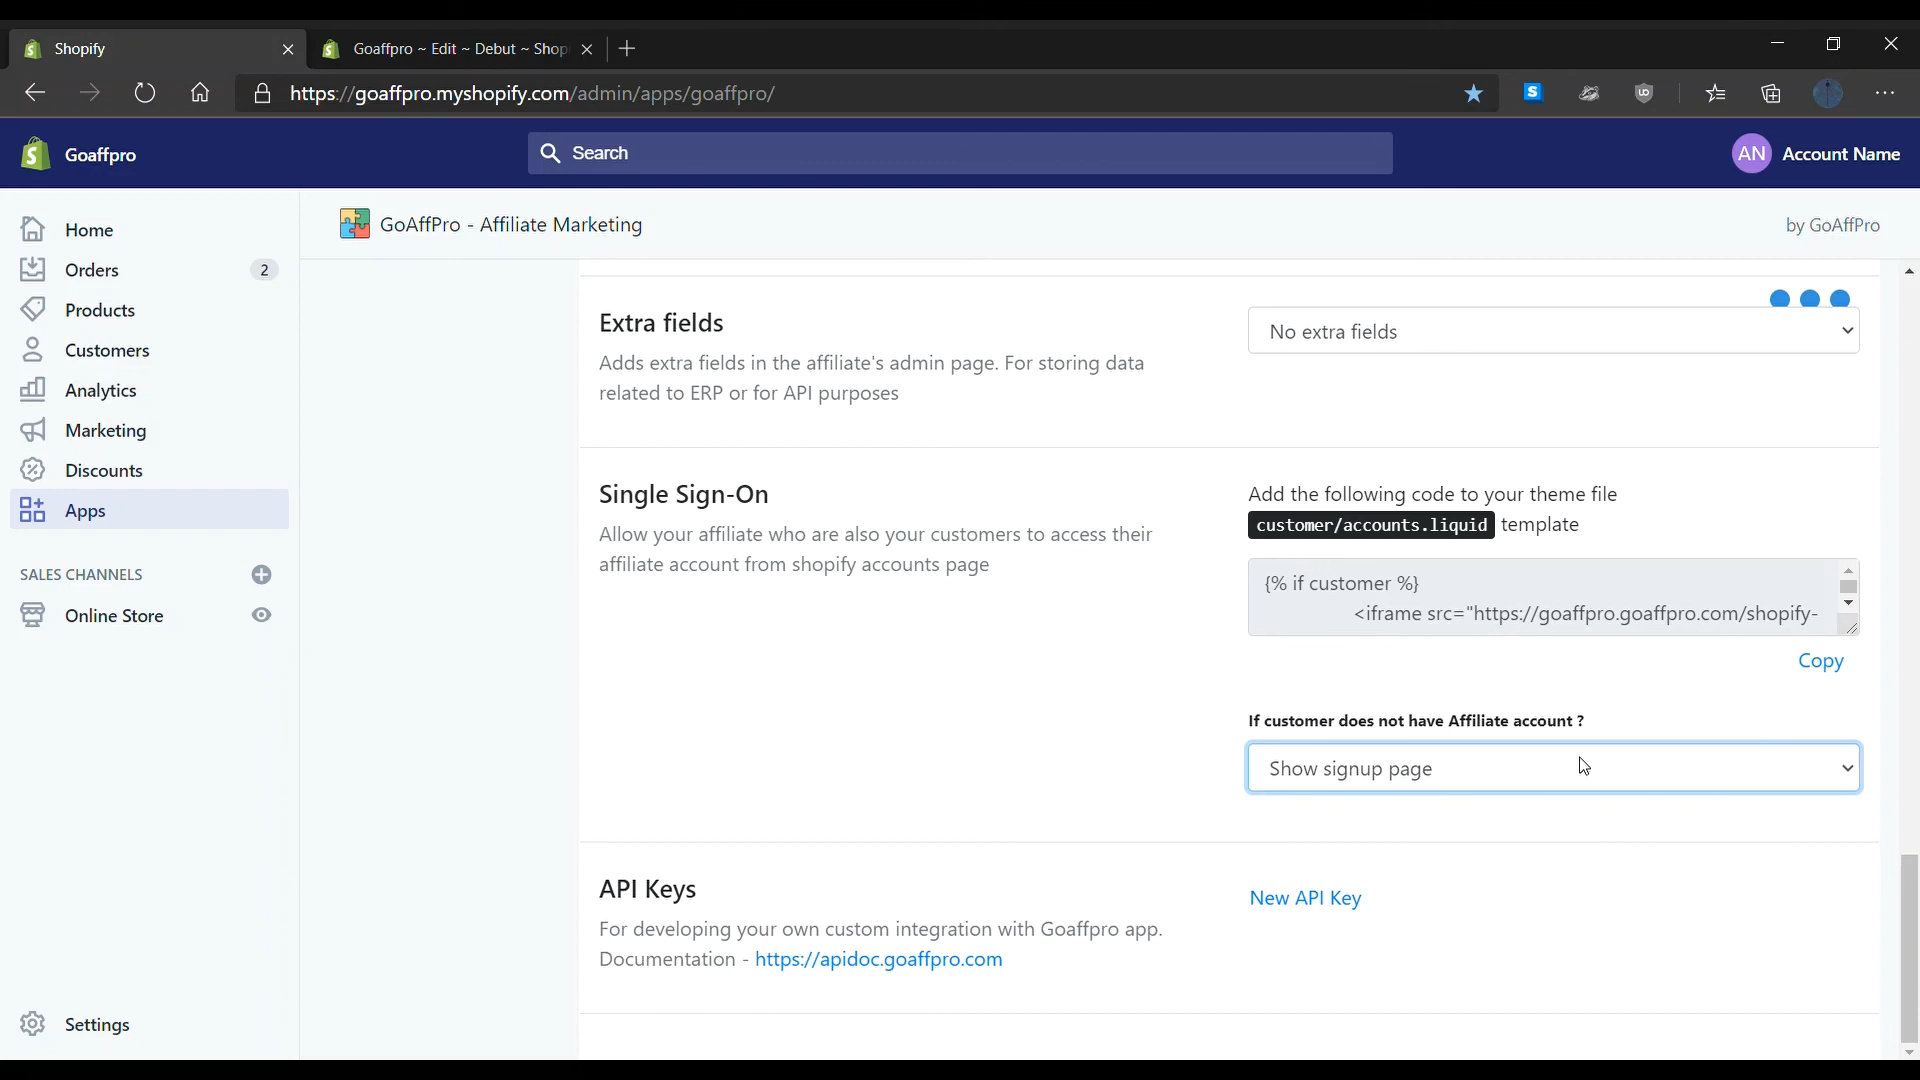 Shopify
Goaffpro ~ Edit ~ Debut ~ Shop
https://goaffpro.myshopify.com/admin/apps/goaffpro/
S
Goaffpro
Search
AN
Account Name
Home
Orders
2
Products
Customers
Analytics
Marketing
Discounts
Apps
SALES CHANNELS
Online Store
Settings
GoAffPro - Affiliate Marketing
by GoAffPro
Extra fields
Adds extra fields in the affiliate's admin page. For storing data
related to ERP or for API purposes
No extra fields
Single Sign-On
Allow your affiliate who are also your customers to access their
affiliate account from shopify accounts page
Add the following code to your theme file
customer/accounts.liquid template
{% if customer %}
<iframe src="https://goaffpro.goaffpro.com/shopify-
Copy
If customer does not have Affiliate account ?
Show signup page
API Keys
For developing your own custom integration with Goaffpro app.
Documentation - https://apidoc.goaffpro.com
New API Key